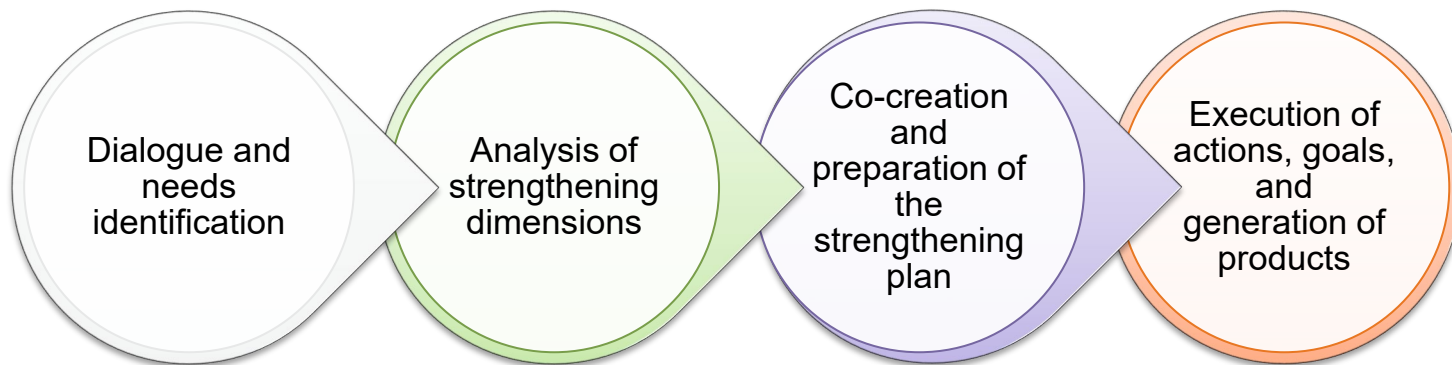 Dialogue and
needs
identification
Analysis of
strengthening
dimensions
Co-creation
and
preparation of
the
strengthening
plan
Execution of
actions, goals,
and
generation of
products